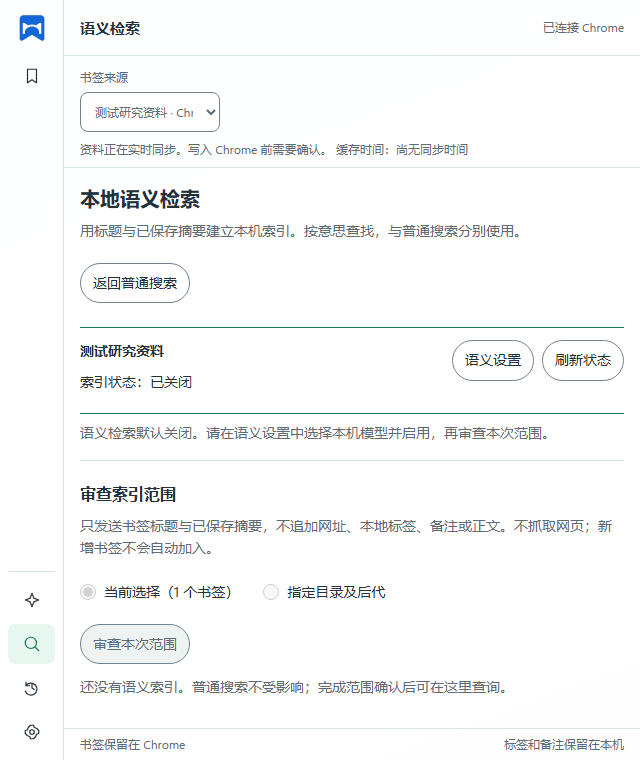 语义检索
已连接 Chrome
书签来源
测试研究资料 · Chr
资料正在实时同步。写入 Chrome 前需要确认。 缓存时间：尚无同步时间
本地语义检索
用标题与已保存摘要建立本机索引。按意思查找，与普通搜索分别使用。
返回普通搜索
测试研究资料
语义设置
刷新状态
索引状态：已关闭
语义检索默认关闭。请在语义设置中选择本机模型并启用，再审查本次范围。
审查索引范围
只发送书签标题与已保存摘要，不追加网址、本地标签、备注或正文。不抓取网页；新
增书签不会自动加入。
当前选择（1 个书签）
指定目录及后代
审查本次范围
还没有语义索引。普通搜索不受影响；完成范围确认后可在这里查询。
书签保留在 Chrome
标签和备注保留在本机